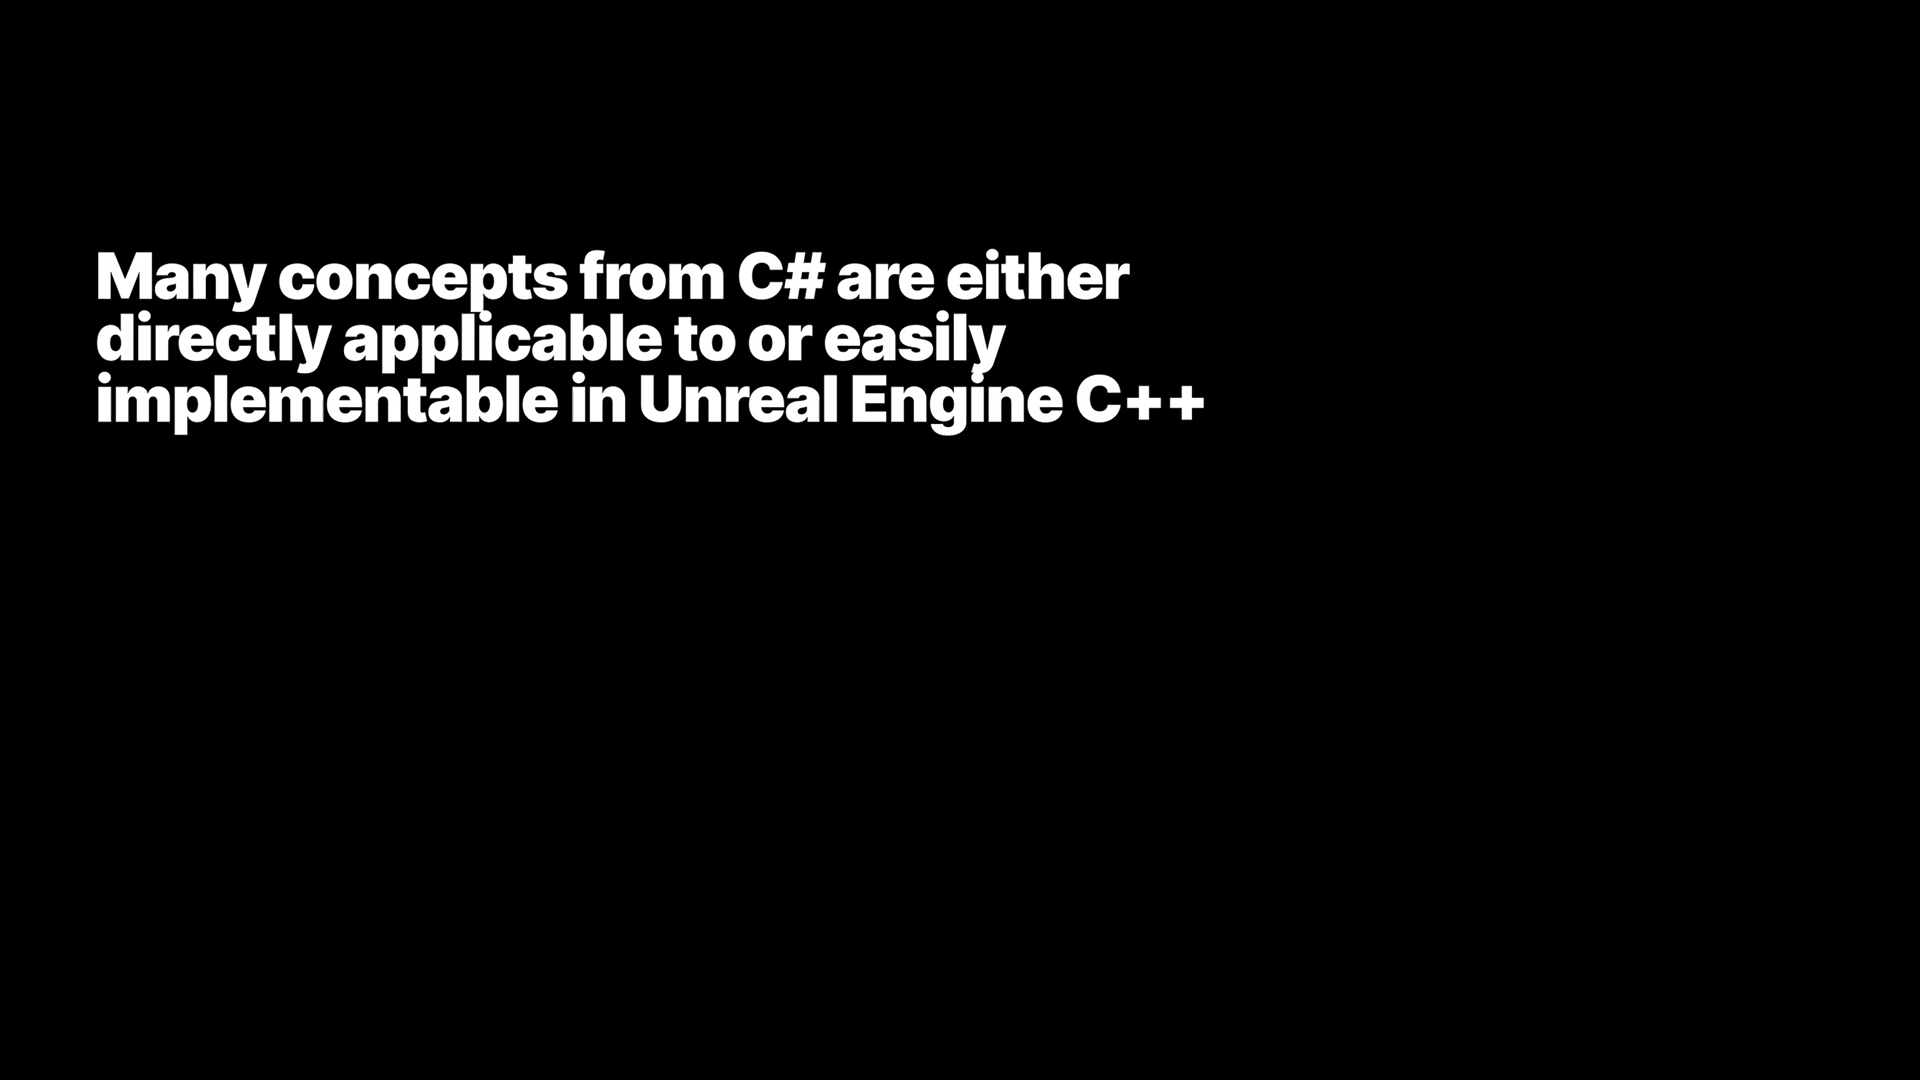 Many concepts from C# are either
directly applicable to or easily
implementable in Unreal Engine C++